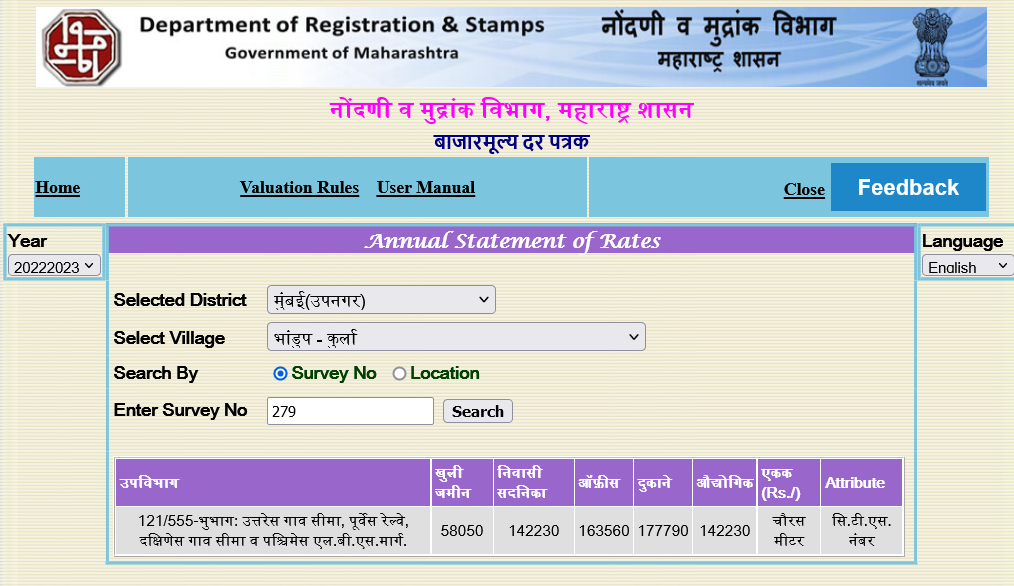 Department of Registration & Stamps
Government of Maharashtra
नोंदणी व मुद्रांक विभाग
महाराष्ट्र शासन
सत्यमेव जयते
नोंदणी व मुद्रांक विभाग, महाराष्ट्र शासन
बाजारमूल्य दर पत्रक
Home
Valuation Rules User Manual
Close
Feedback
Year
20222023
Annual Statement of Rates
Language
English
Selected District मुंबई(उपनगर)
Select Village भांडुप - कुर्ला
Search By Survey No Location
Enter Survey No 279 Search
उपविभाग
खुली
जमीन
निवासी
सदनिका
ऑफ़ीस
दुकाने
औद्योगिक
एकक
(Rs./)
Attribute
121/555-भुभाग: उत्तरेस गाव सीमा, पूर्वेस रेल्वे,
दक्षिणेस गाव सीमा व पश्चिमेस एल.बी.एस.मार्ग.
58050
142230
163560
177790
142230
चौरस
मीटर
सि.टी.एस.
नंबर